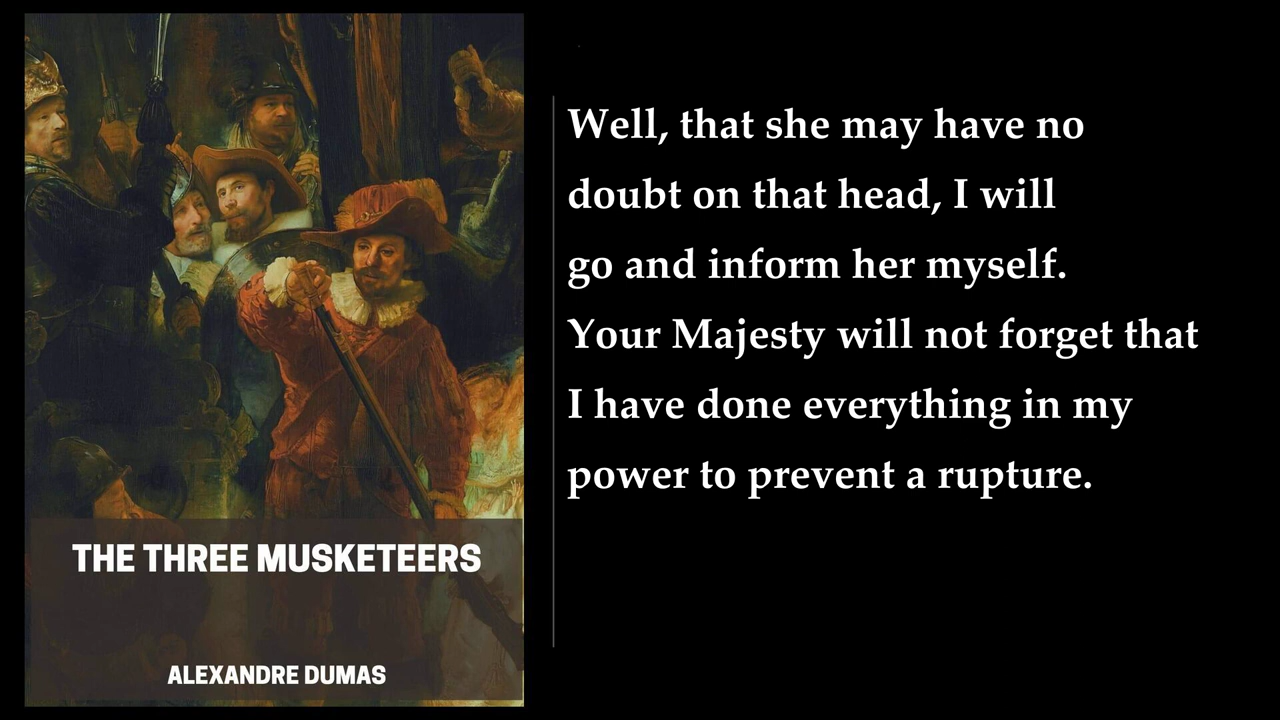 Well, that she may have no
doubt on that head, I will
go and inform her myself.
Your Majesty will not forget that
I have done everything in my
power to prevent a rupture.
THE THREE MUSKETEERS
ALEXANDRE DUMAS